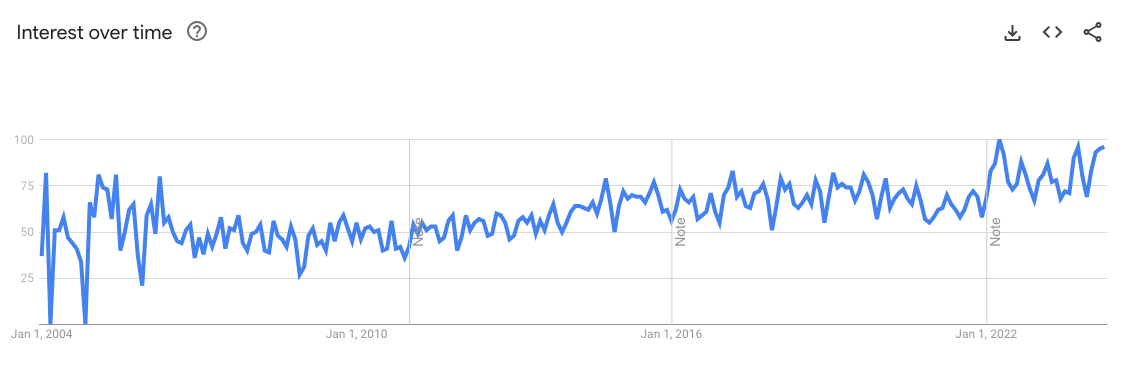 Interest over time
100
75
50
25
Note
Note
Note
Jan 1, 2004
Jan 1, 2010
Jan 1, 2016
Jan 1, 2022